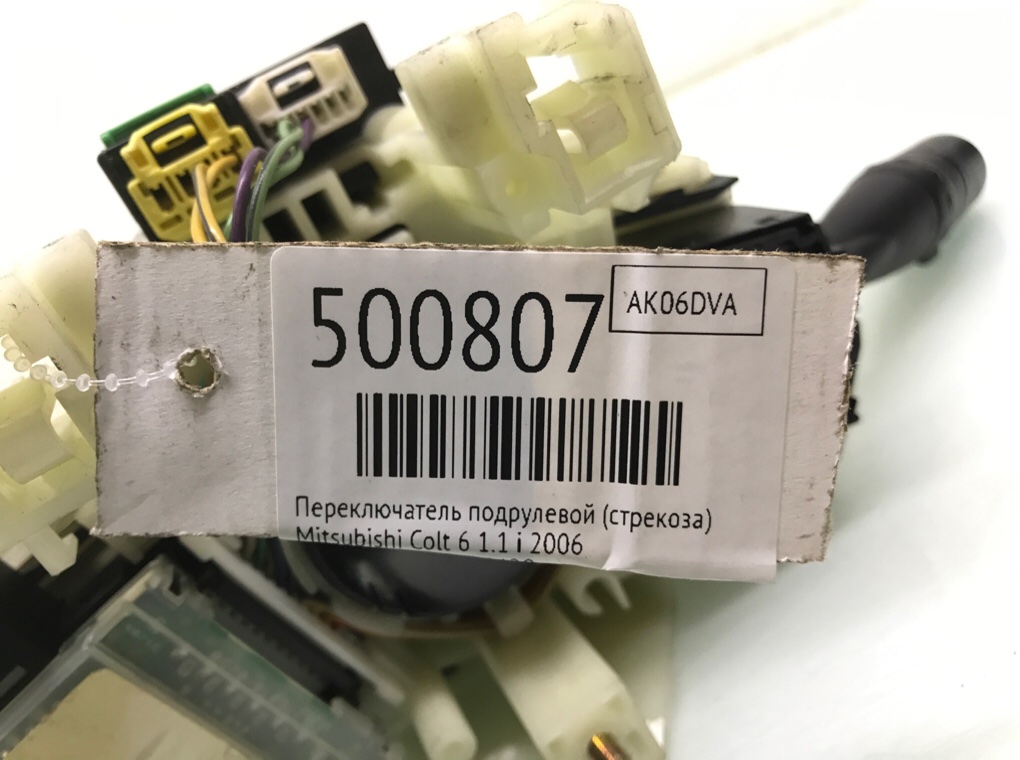 500807
AK06DVA
Переключатель подрулевой (стрекоза)
Mitsubishi Colt 6 1.1 i 2006